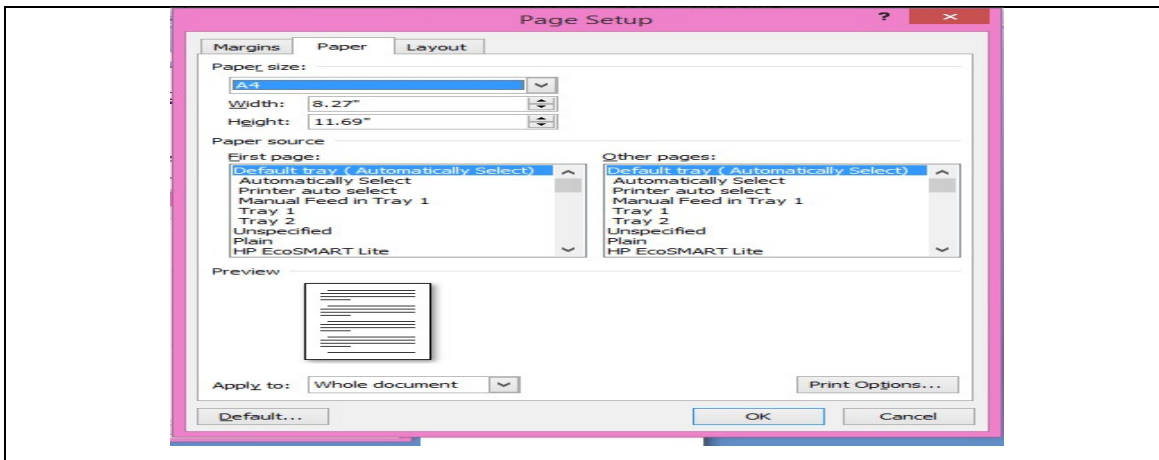 Page Setup ? ×
Margins Paper Layout
Paper size:
A4
Width: 8.27"
Height: 11.69"
Paper source
First page:
Default tray ( Automatically Select)
Automatically Select
Printer auto select
Manual Feed in Tray 1
Tray 1
Tray 2
Unspecified
Plain
HP EcoSMART Lite
Other pages:
Default tray ( Automatically Select)
Automatically Select
Printer auto select
Manual Feed in Tray 1
Tray 1
Tray 2
Unspecified
Plain
HP EcoSMART Lite
Preview
Apply to: Whole document
Print Options...
Default... OK Cancel